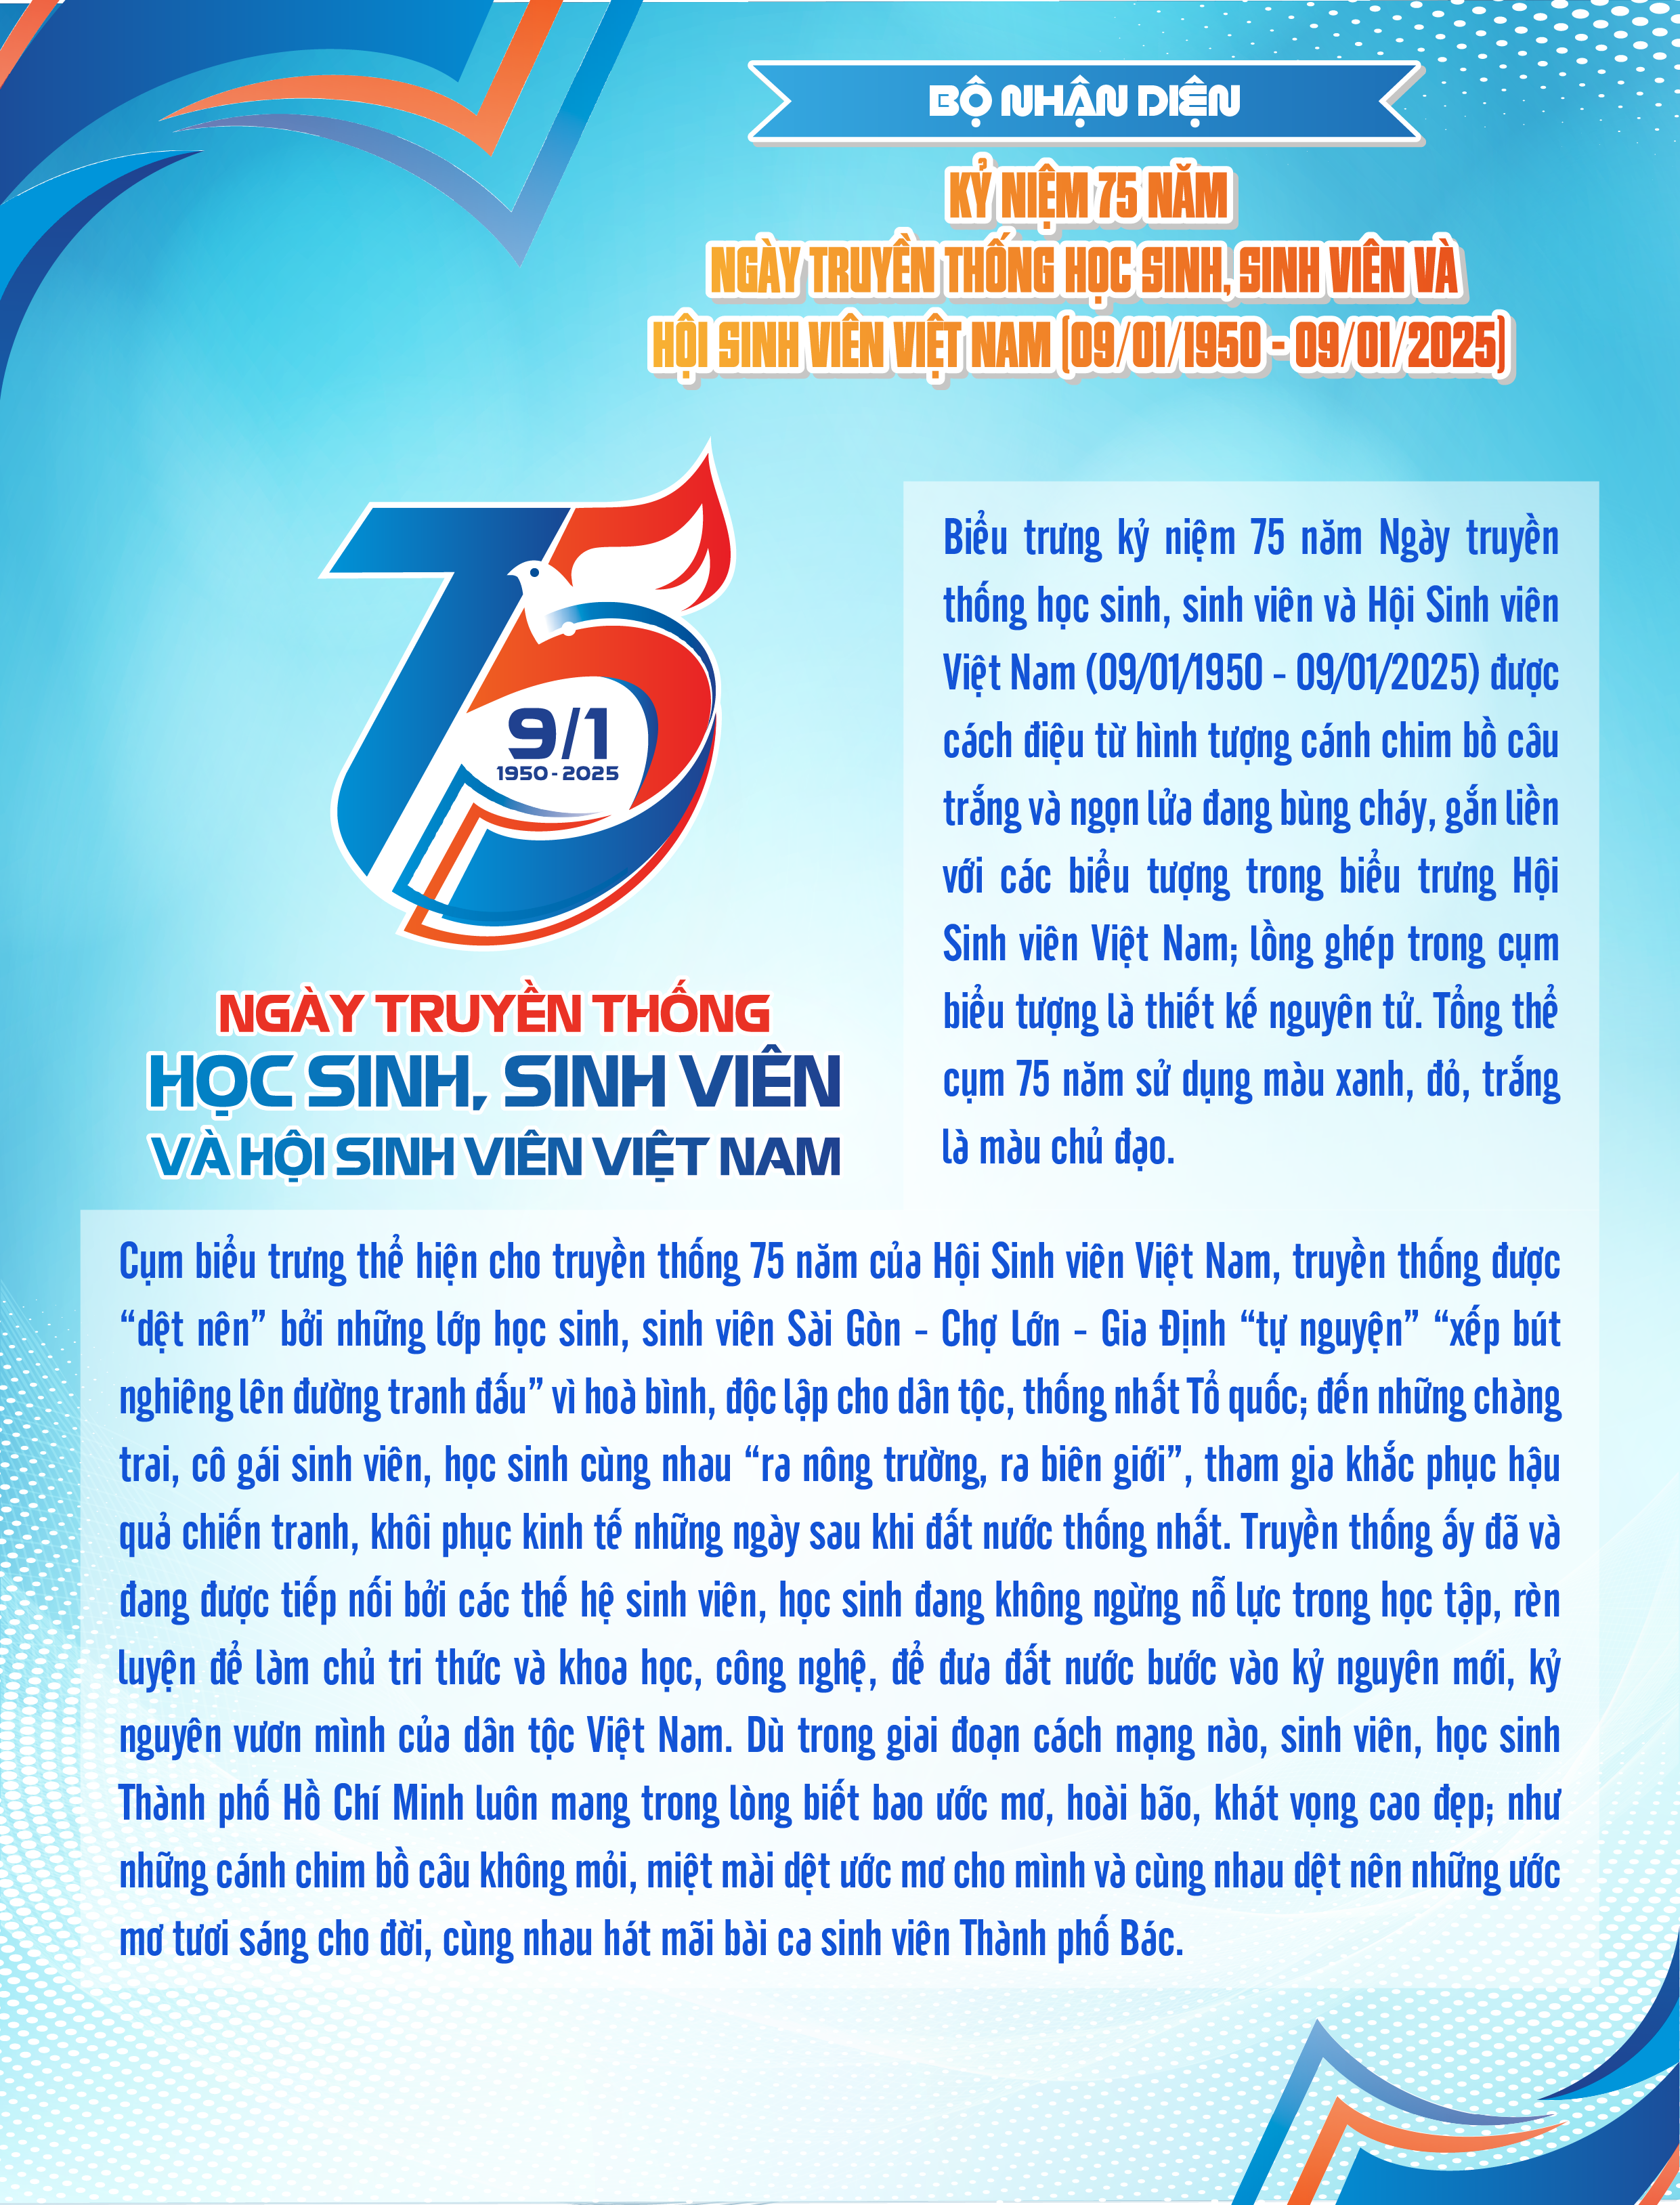 BỘ NHẬN DIỆN
KỶ NIỆM 75 NĂM
NGÀY TRUYỀN THỐNG HỌC SINH, SINH VIÊN VÀ
HỘI SINH VIÊN VIỆT NAM (09/01/1950 - 09/01/2025)
75
9/1
1950 - 2025
NGÀY TRUYỀN THỐNG
HỌC SINH, SINH VIÊN
VÀ HỘI SINH VIÊN VIỆT NAM
Biểu trưng kỷ niệm 75 năm Ngày truyền
thống học sinh, sinh viên và Hội Sinh viên
Việt Nam (09/01/1950 - 09/01/2025) được
cách điệu từ hình tượng cánh chim bồ câu
trắng và ngọn lửa đang bùng cháy, gắn liền
với các biểu tượng trong biểu trưng Hội
Sinh viên Việt Nam; lồng ghép trong cụm
biểu tượng là thiết kế nguyên tử. Tổng thể
cụm 75 năm sử dụng màu xanh, đỏ, trắng
là màu chủ đạo.
Cụm biểu trưng thể hiện cho truyền thống 75 năm của Hội Sinh viên Việt Nam, truyền thống được
“dệt nên” bởi những lớp học sinh, sinh viên Sài Gòn - Chợ Lớn - Gia Định “tự nguyện” “xếp bút
nghiêng lên đường tranh đấu” vì hoà bình, độc lập cho dân tộc, thống nhất Tổ quốc; đến những chàng
trai, cô gái sinh viên, học sinh cùng nhau “ra nông trường, ra biên giới”, tham gia khắc phục hậu
quả chiến tranh, khôi phục kinh tế những ngày sau khi đất nước thống nhất. Truyền thống ấy đã và
đang được tiếp nối bởi các thế hệ sinh viên, học sinh đang không ngừng nỗ lực trong học tập, rèn
luyện để làm chủ tri thức và khoa học, công nghệ, để đưa đất nước bước vào kỷ nguyên mới, kỷ
nguyên vươn mình của dân tộc Việt Nam. Dù trong giai đoạn cách mạng nào, sinh viên, học sinh
Thành phố Hồ Chí Minh luôn mang trong lòng biết bao ước mơ, hoài bão, khát vọng cao đẹp; như
những cánh chim bồ câu không mỏi, miệt mài dệt ước mơ cho mình và cùng nhau dệt nên những ước
mơ tươi sáng cho đời, cùng nhau hát mãi bài ca sinh viên Thành phố Bác.